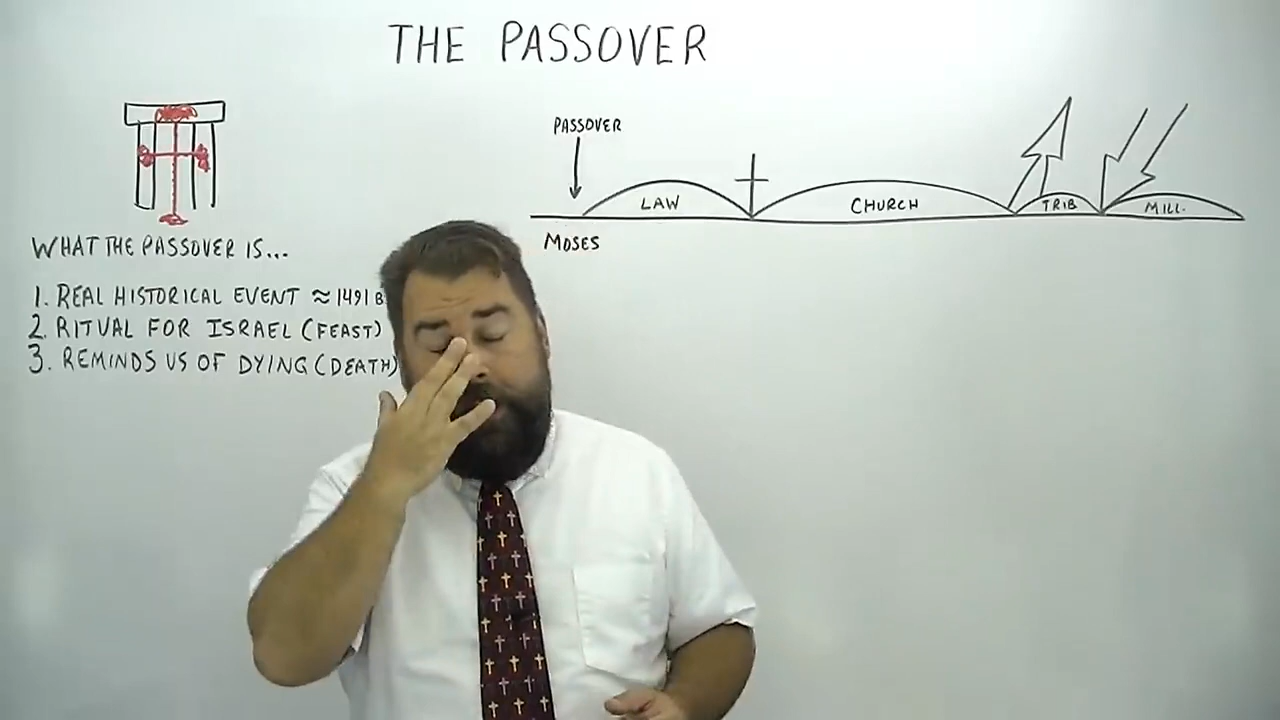 THE PASSOVER
PASSOVER
LAW
CHURCH
TRIB
MILL.
MOSES
WHAT THE PASSOVER IS...
1. REAL HISTORICAL EVENT ≈ 1491 B
2. RITUAL FOR ISRAEL (FEAST)
3. REMINDS US OF DYING (DEATH)